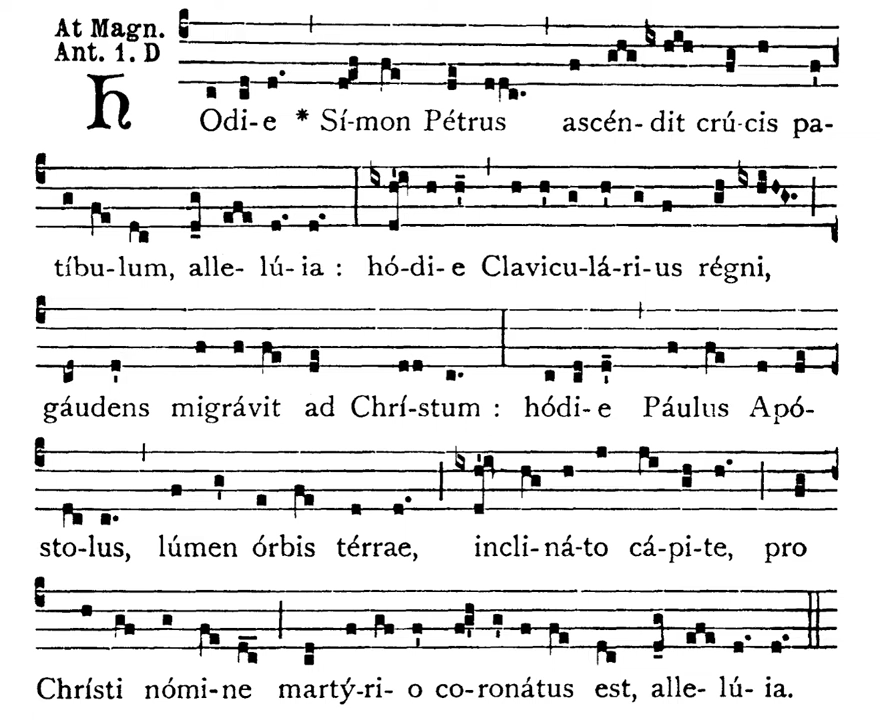 At Magn.
Ant. 1. D
HOdi-e * Sí-mon Pétrus ascén-dit crú-cis pa-
tíbu-lum, alle- lú-ia : hó-di-e Clavicu-lá-ri-us régni,
gáudens migrávit ad Chrí-stum : hódi-e Páulus Apó-
sto-lus, lúmen órbis térrae, incli-ná-to cá-pi-te, pro
Chrísti nómi-ne martý-ri- o co-ronátus est, alle- lú- ia.